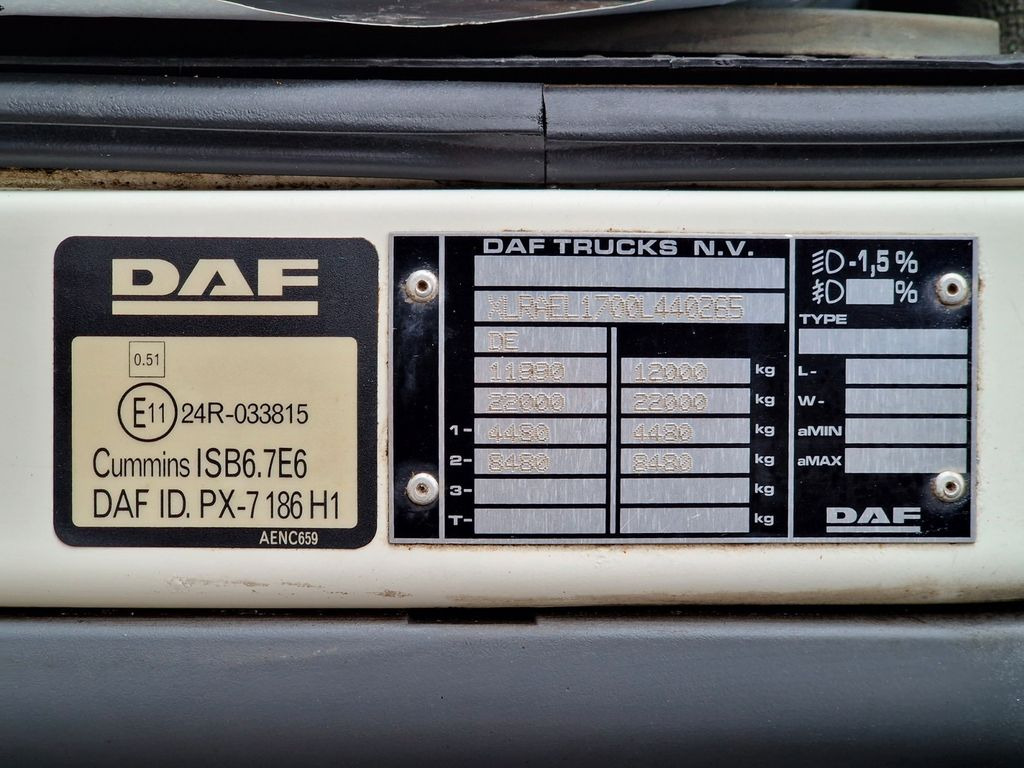 DAF
0.51
E11 24R-033815
Cummins ISB6.7E6
DAF ID. PX-7 186 H1
AENC659
DAF TRUCKS N.V.
XLRAEL1700L440265
DE
11990 12000 kg
22000 22000 kg
1- 4480 4480 kg
2- 8480 8480 kg
3- kg
T- kg
-1,5 %
%
TYPE
L-
W-
aMIN
aMAX
DAF